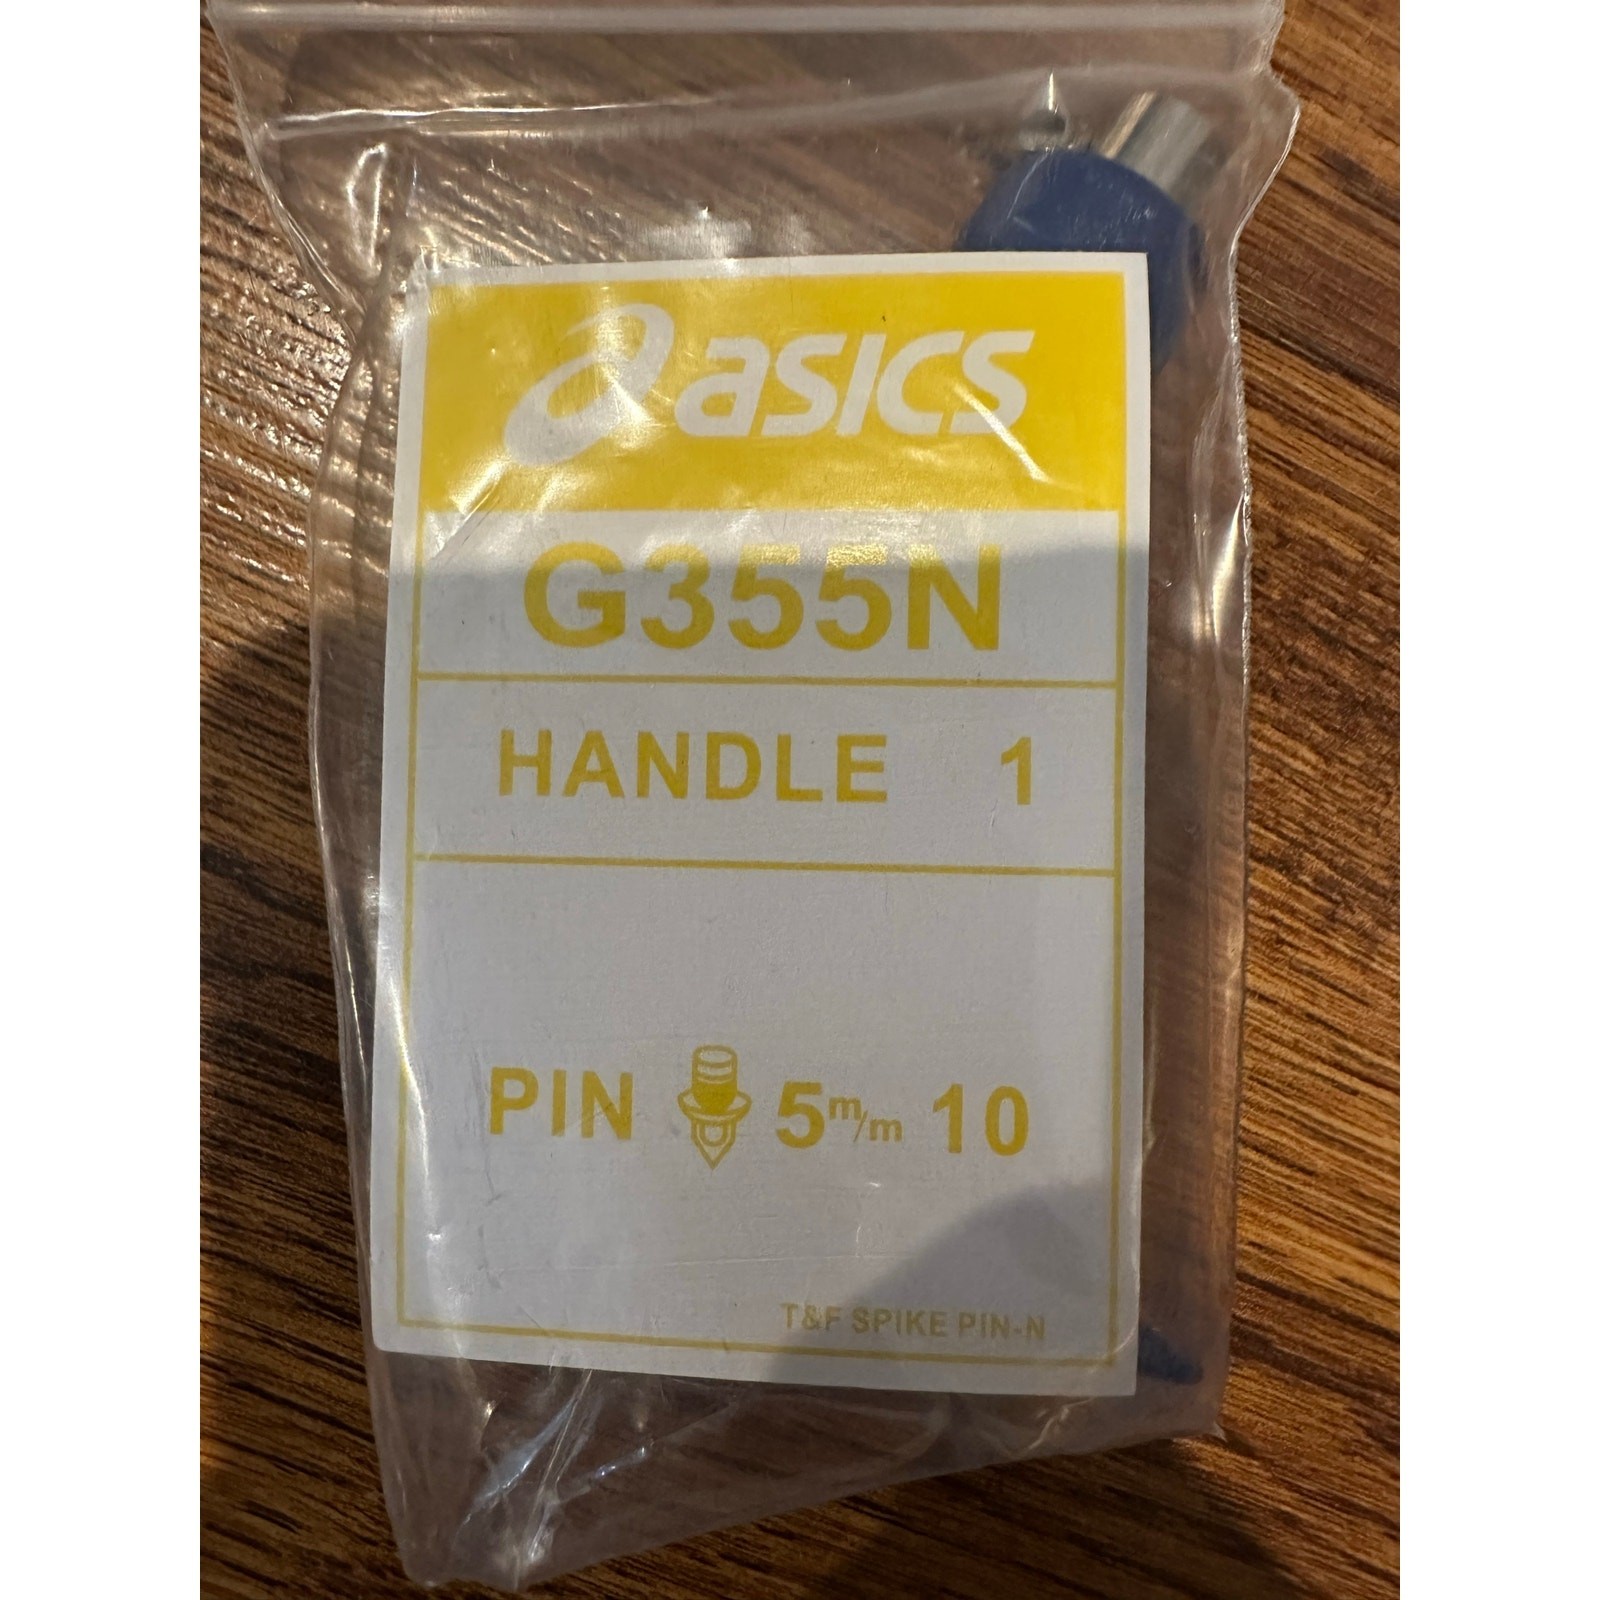 asics
G355N
HANDLE 1
PIN 5m/m 10
T&F SPIKE PIN-N